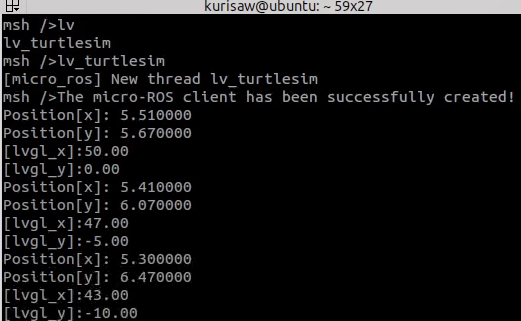 kurisaw@ubuntu: ~ 59x27
msh />lv
lv_turtlesim
msh />lv_turtlesim
[micro_ros] New thread lv_turtlesim
msh />The micro-ROS client has been successfully created!
Position[x]: 5.510000
Position[y]: 5.670000
[lvgl_x]:50.00
[lvgl_y]:0.00
Position[x]: 5.410000
Position[y]: 6.070000
[lvgl_x]:47.00
[lvgl_y]:-5.00
Position[x]: 5.300000
Position[y]: 6.470000
[lvgl_x]:43.00
[lvgl_y]:-10.00